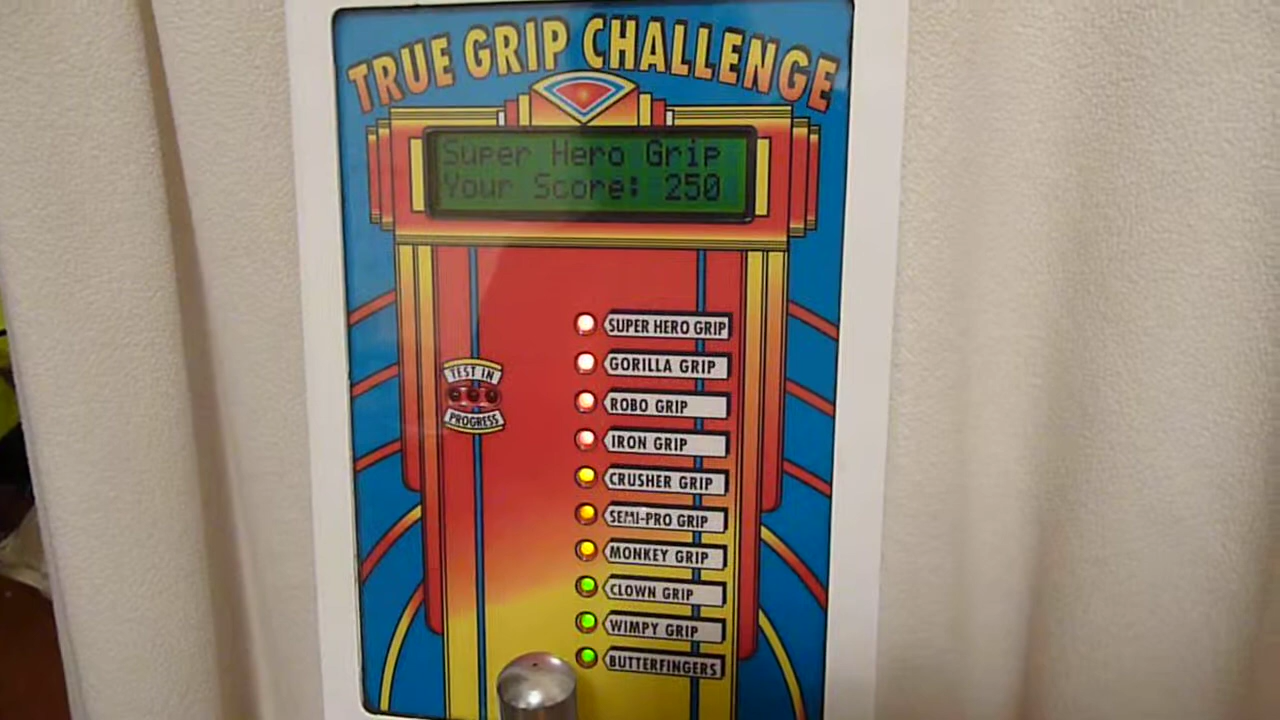 TRUE GRIP CHALLENGE
Super Hero Grip
Your Score: 250
SUPER HERO GRIP
GORILLA GRIP
TEST IN
PROGRESS
ROBO GRIP
IRON GRIP
CRUSHER GRIP
SEMI-PRO GRIP
MONKEY GRIP
CLOWN GRIP
WIMPY GRIP
BUTTERFINGERS